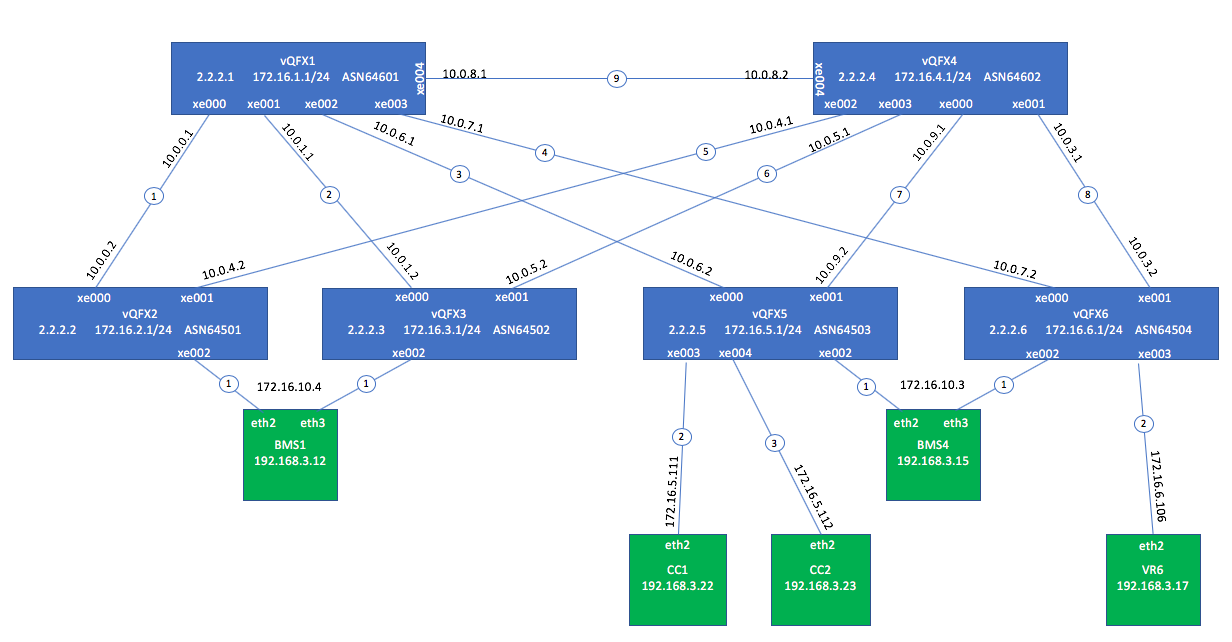 vQFX1
2.2.2.1 172.16.1.1/24 ASN64601
xe000 xe001 xe002 xe003
xe004
10.0.8.1
9
10.0.8.2
vQFX4
2.2.2.4 172.16.4.1/24 ASN64602
xe004
xe002 xe003 xe000 xe001
10.0.0.1
10.0.1.1
10.0.6.1
10.0.7.1
10.0.4.1
10.0.5.1
10.0.9.1
10.0.3.1
1
2
3
4
5
6
7
8
10.0.0.2
10.0.4.2
10.0.1.2
10.0.5.2
10.0.6.2
10.0.9.2
10.0.7.2
10.0.3.2
xe000 xe001
vQFX2
2.2.2.2 172.16.2.1/24 ASN64501
xe002
xe000 xe001
vQFX3
2.2.2.3 172.16.3.1/24 ASN64502
xe002
xe000 xe001
vQFX5
2.2.2.5 172.16.5.1/24 ASN64503
xe003 xe004 xe002
xe000 xe001
vQFX6
2.2.2.6 172.16.6.1/24 ASN64504
xe002 xe003
1
172.16.10.4
1
1
172.16.10.3
1
eth2 eth3
BMS1
192.168.3.12
eth2 eth3
BMS4
192.168.3.15
2
3
2
172.16.5.111
172.16.5.112
172.16.6.106
eth2
CC1
192.168.3.22
eth2
CC2
192.168.3.23
eth2
VR6
192.168.3.17